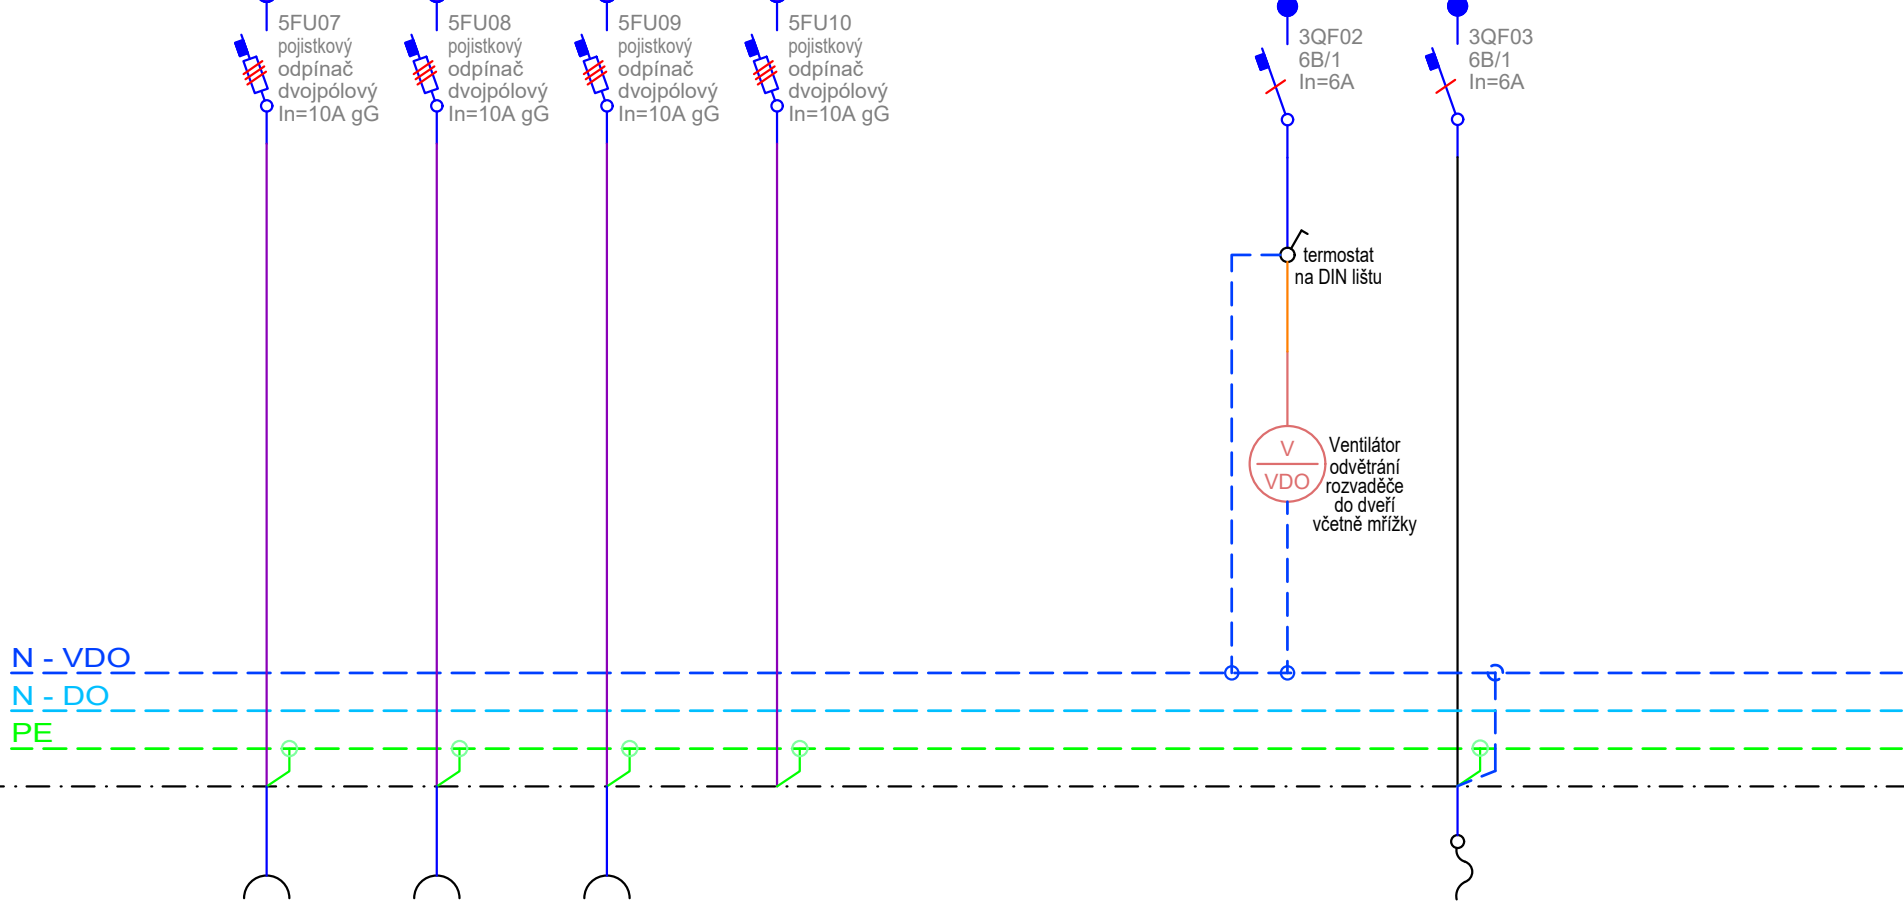 5FU07
pojistkový
odpínač
dvojpólový
In=10A gG
5FU08
pojistkový
odpínač
dvojpólový
In=10A gG
5FU09
pojistkový
odpínač
dvojpólový
In=10A gG
5FU10
pojistkový
odpínač
dvojpólový
In=10A gG
3QF02
6B/1
In=6A
3QF03
6B/1
In=6A
termostat
na DIN lištu
V
VDO
Ventilátor
odvětrání
rozvaděče
do dveří
včetně mřížky
N - VDO
N - DO
PE